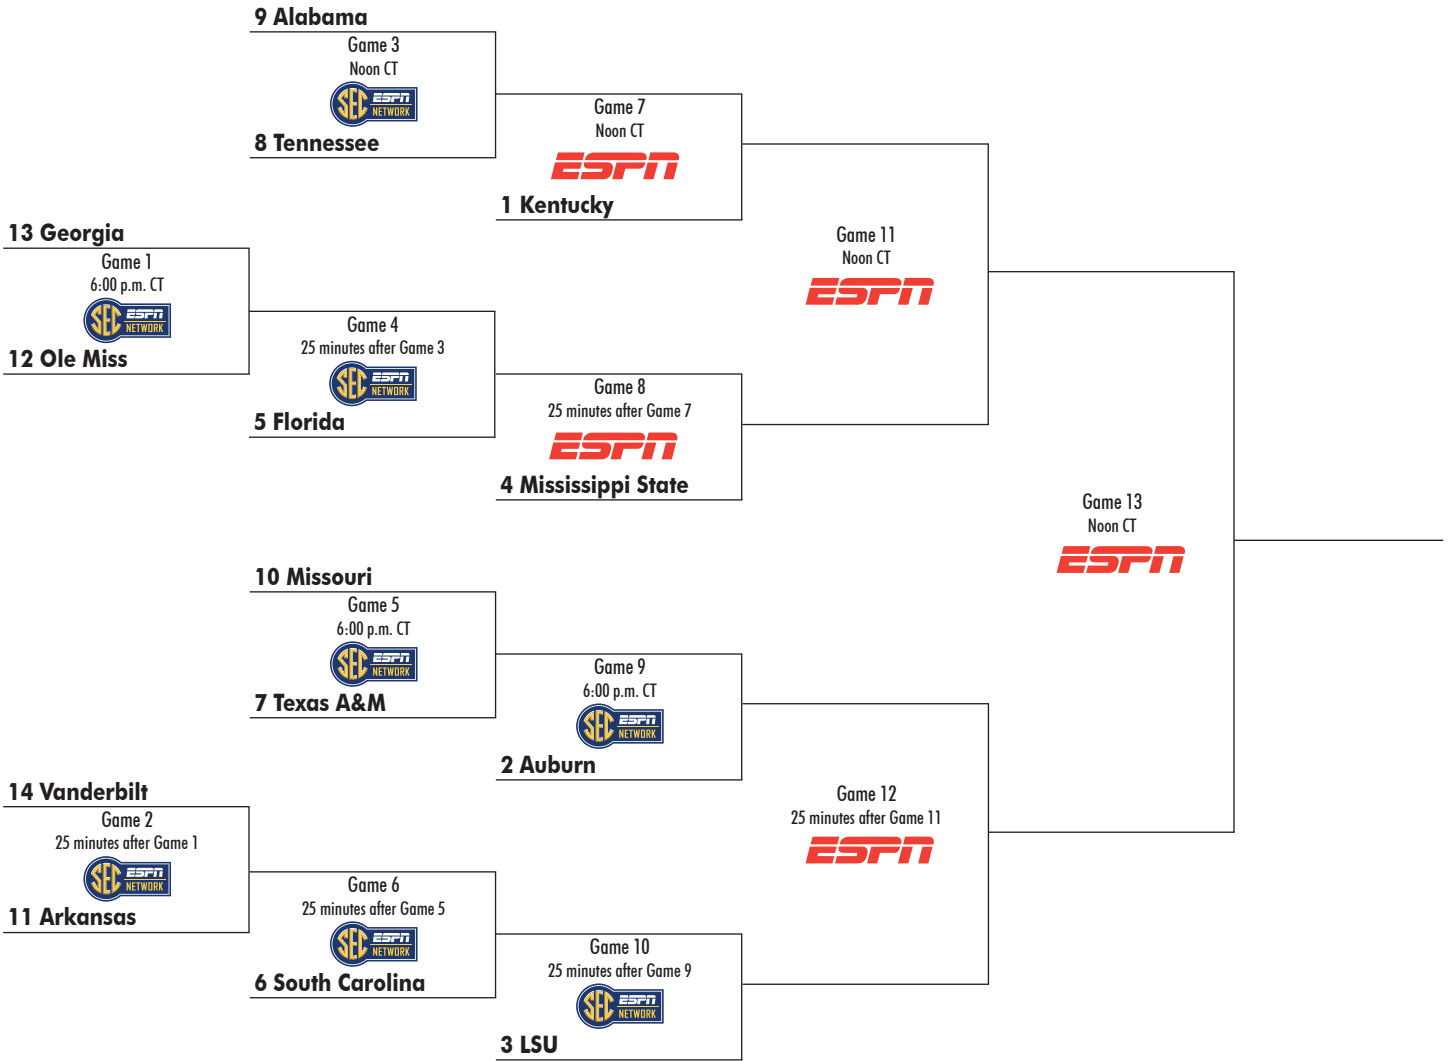 9 Alabama
Game 3
Noon CT
SEC ESPN NETWORK
8 Tennessee
Game 7
Noon CT
ESPN
1 Kentucky
13 Georgia
Game 1
6:00 p.m. CT
SEC ESPN NETWORK
12 Ole Miss
Game 4
25 minutes after Game 3
SEC ESPN NETWORK
5 Florida
Game 8
25 minutes after Game 7
ESPN
4 Mississippi State
Game 11
Noon CT
ESPN
10 Missouri
Game 5
6:00 p.m. CT
SEC ESPN NETWORK
7 Texas A&M
Game 9
6:00 p.m. CT
SEC ESPN NETWORK
2 Auburn
14 Vanderbilt
Game 2
25 minutes after Game 1
SEC ESPN NETWORK
11 Arkansas
Game 6
25 minutes after Game 5
SEC ESPN NETWORK
6 South Carolina
Game 10
25 minutes after Game 9
SEC ESPN NETWORK
3 LSU
Game 12
25 minutes after Game 11
ESPN
Game 13
Noon CT
ESPN